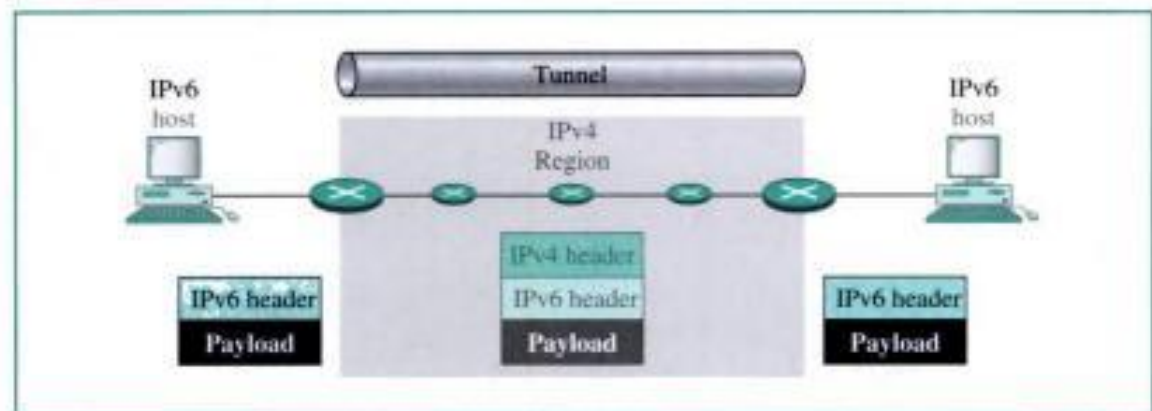 Tunnel
IPv6
host
IPv4
Region
IPv6
host
IPv6 header
Payload
IPv4 header
IPv6 header
Payload
IPv6 header
Payload